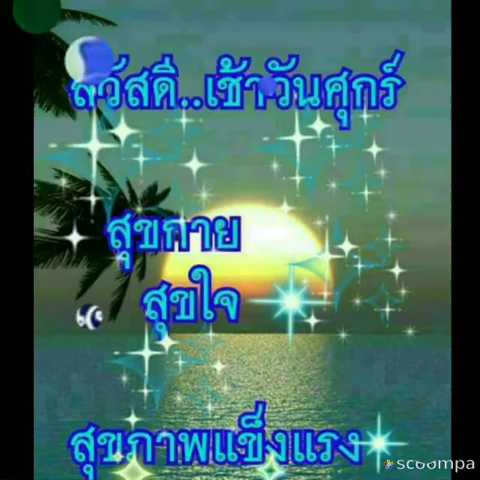 สวัสดี..เช้าวันศุกร์
สุขกาย
สุขใจ
สุขภาพแข็งแรง
scoompa